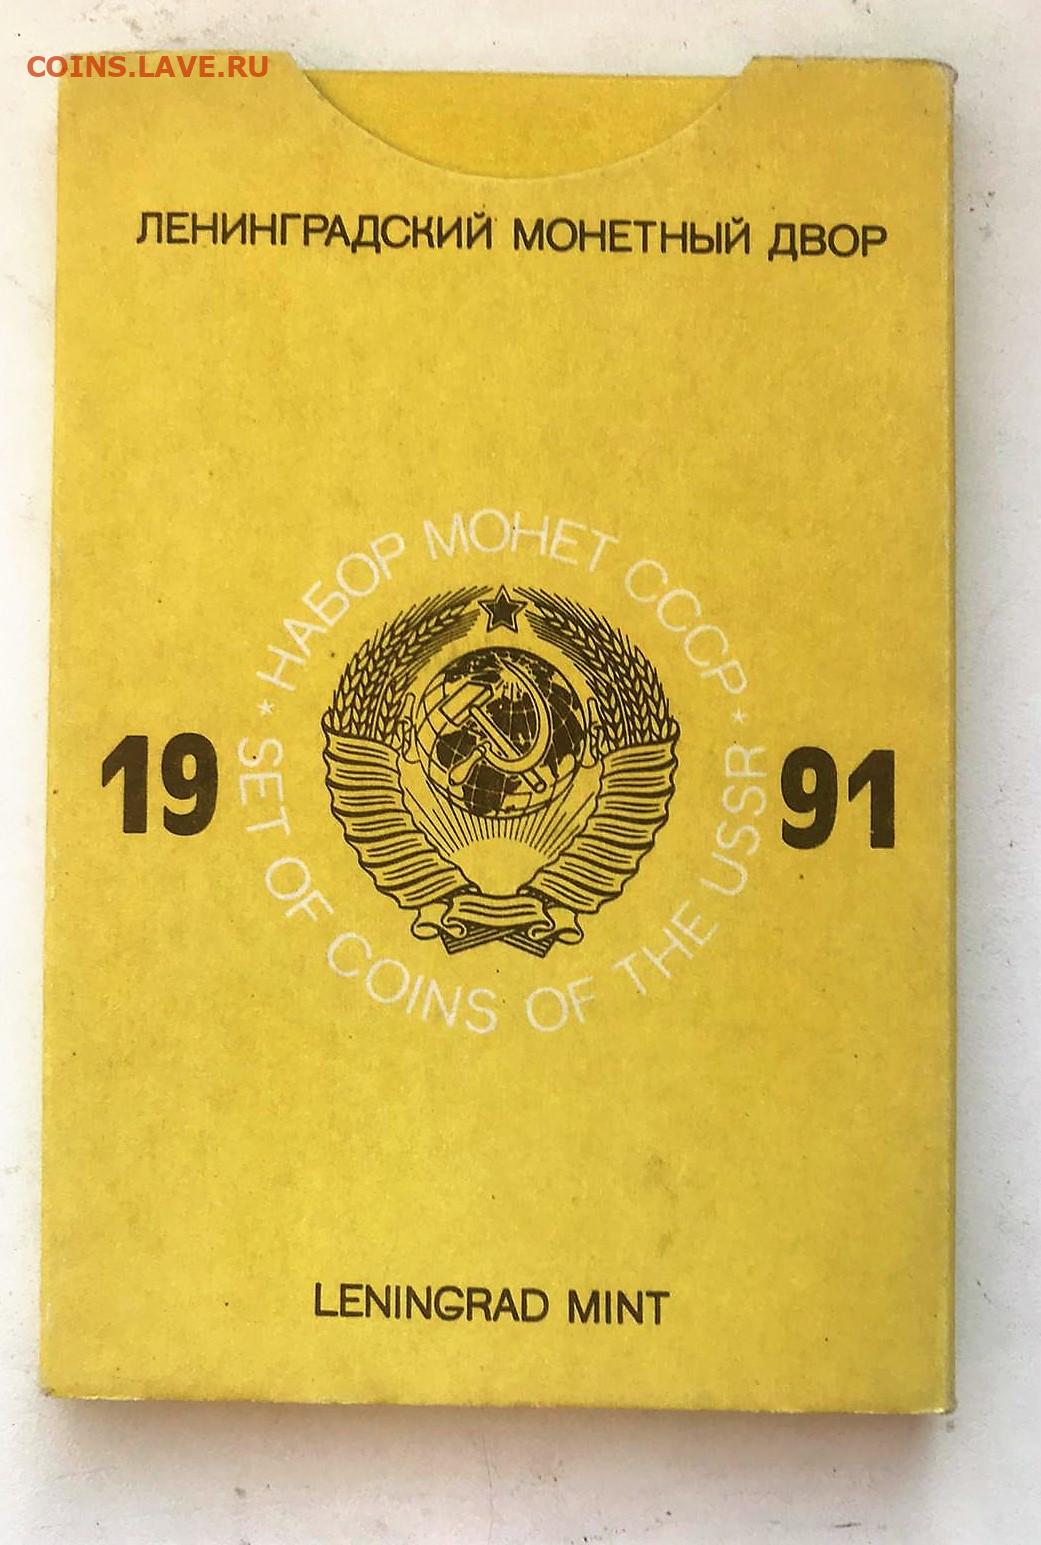 COINS.LAVE.RU
ЛЕНИНГРАДСКИЙ МОНЕТНЫЙ ДВОР
* НАБОР МОНЕТ СССР *
19 91
SET OF COINS OF THE USSR
LENINGRAD MINT